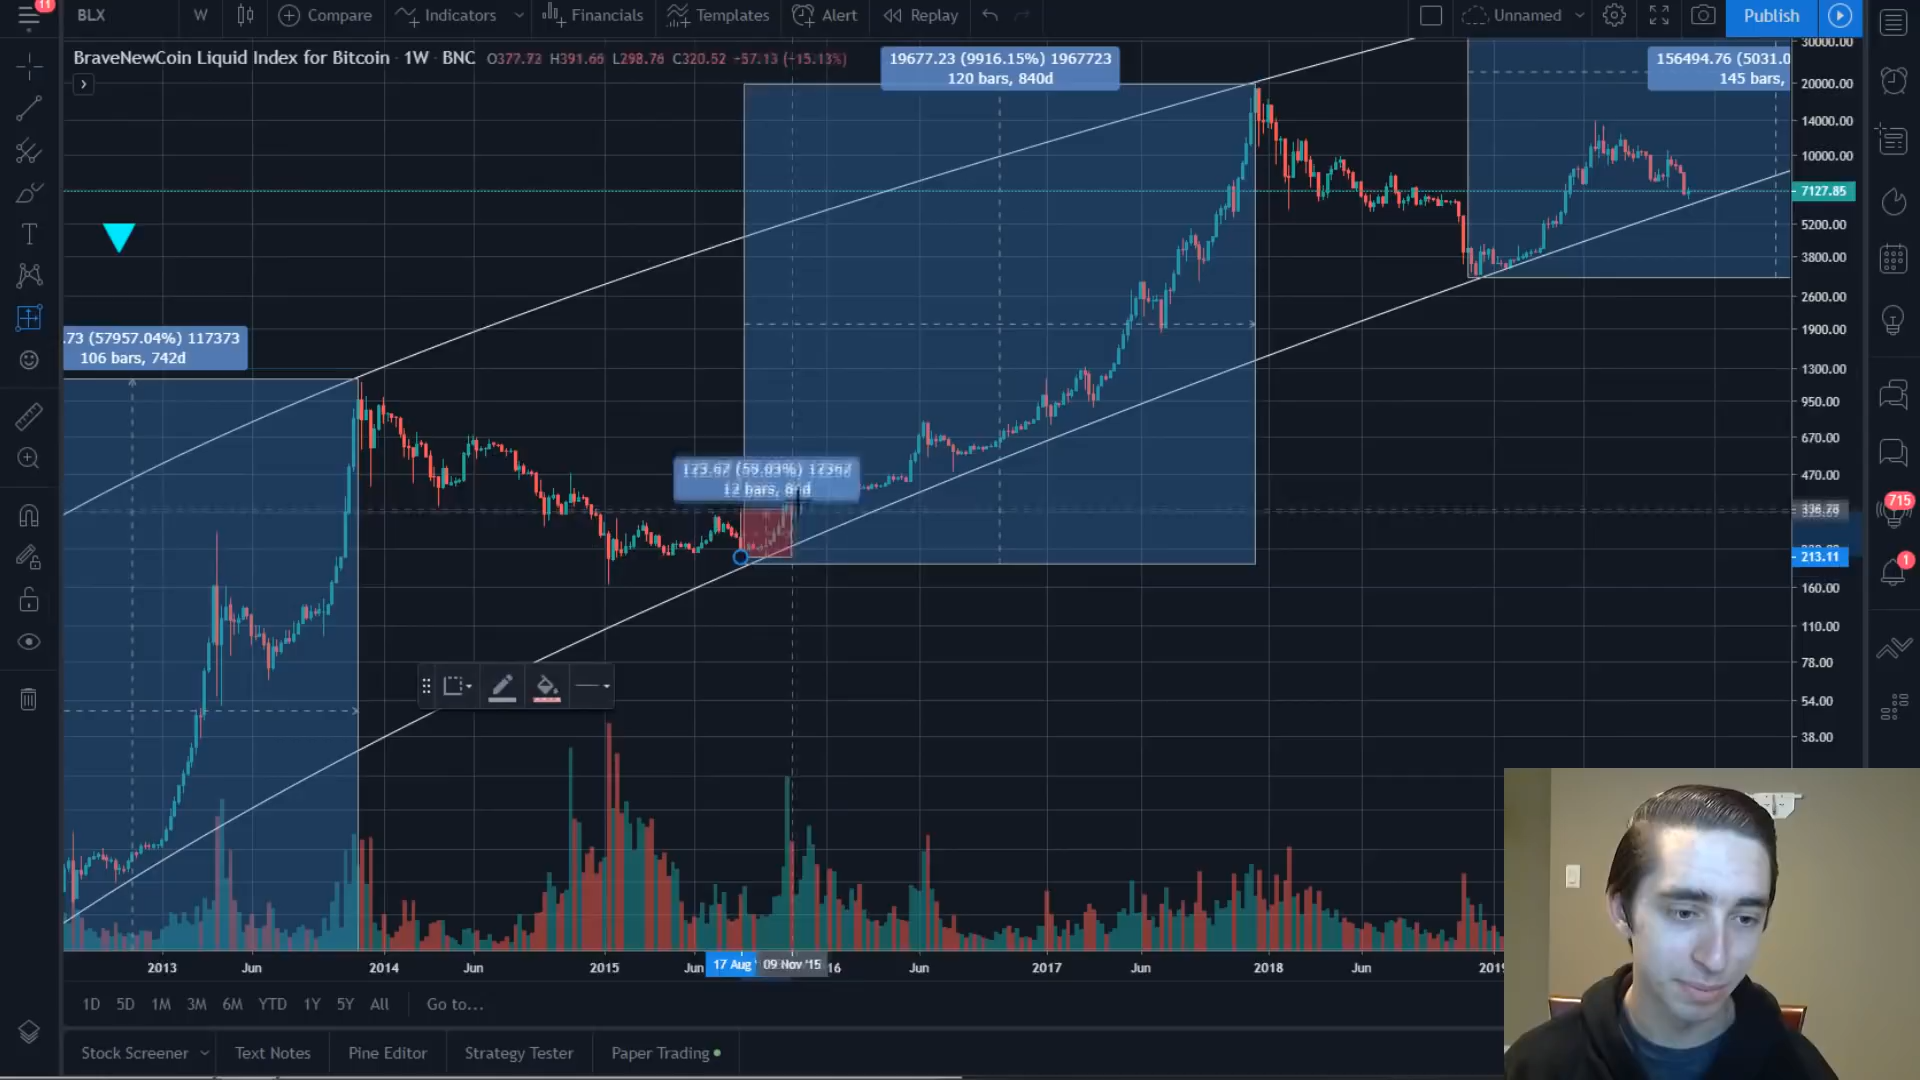 11
BLX
W
Compare
Indicators
Financials
Templates
Alert
Replay
Unnamed
Publish
BraveNewCoin Liquid Index for Bitcoin · 1W · BNC O377.73 H391.66 L298.76 C320.52 -57.13 (-15.13%)
19677.23 (9916.15%) 1967723
120 bars, 840d
156494.76 (5031.0
145 bars,
30000.00
20000.00
14000.00
10000.00
7127.85
5200.00
3800.00
2600.00
1900.00
1300.00
950.00
670.00
470.00
213.11
160.00
110.00
78.00
54.00
38.00
.73 (57957.04%) 117373
106 bars, 742d
12 bars, 84d
715
1
2013
Jun
2014
Jun
2015
Jun
17 Aug '
09 Nov '15
16
Jun
2017
Jun
2018
Jun
2019
1D
5D
1M
3M
6M
YTD
1Y
5Y
All
Go to...
Stock Screener
Text Notes
Pine Editor
Strategy Tester
Paper Trading